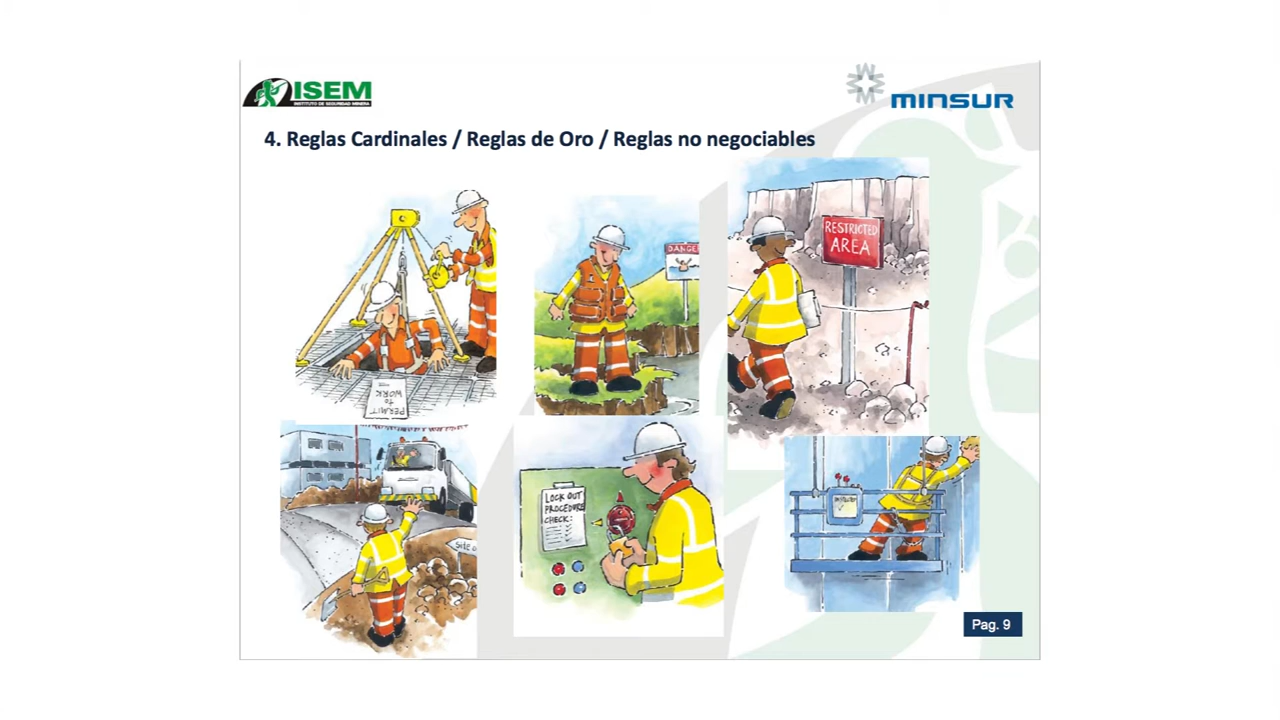 ISEM
INSTITUTO DE SEGURIDAD MINERA
MINSUR
4. Reglas Cardinales / Reglas de Oro / Reglas no negociables
PERMIT
TO
WORK
DANGER
RESTRICTED
AREA
Site o
LOCK OUT
PROCEDURE
CHECK:
Pag. 9